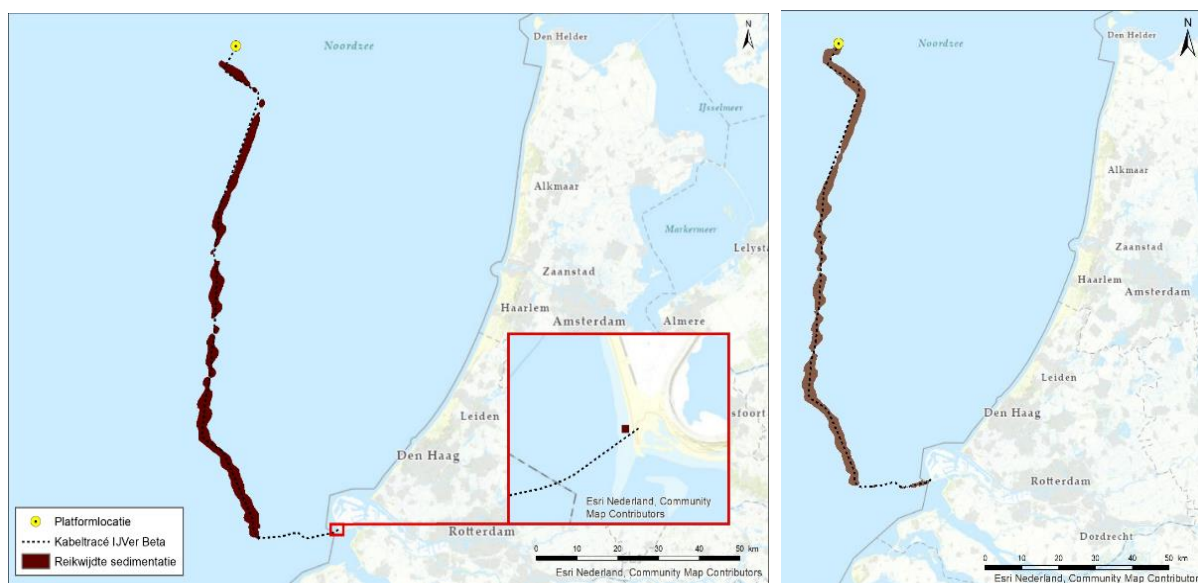 Noordzee
Den Helder
N
IJsselmeer
Alkmaar
Markermeer
Lelysta
Zaanstad
Haarlem
Amsterdam
Almere
Leiden
sfoort
Den Haag
Esri Nederland, Community
Map Contributors
Rotterdam
Platformlocatie
Kabeltracé IJVer Beta
Reikwijdte sedimentatie
0 10 20 30 40 50 km
Esri Nederland, Community Map Contributors
Noordzee
Den Helder
N
Alkmaar
Zaanstad
Haarlem
Amsterdam
Leiden
Den Haag
Rotterdam
Dordrecht
0 10 20 30 40 50 km
Esri Nederland, Community Map Contributor